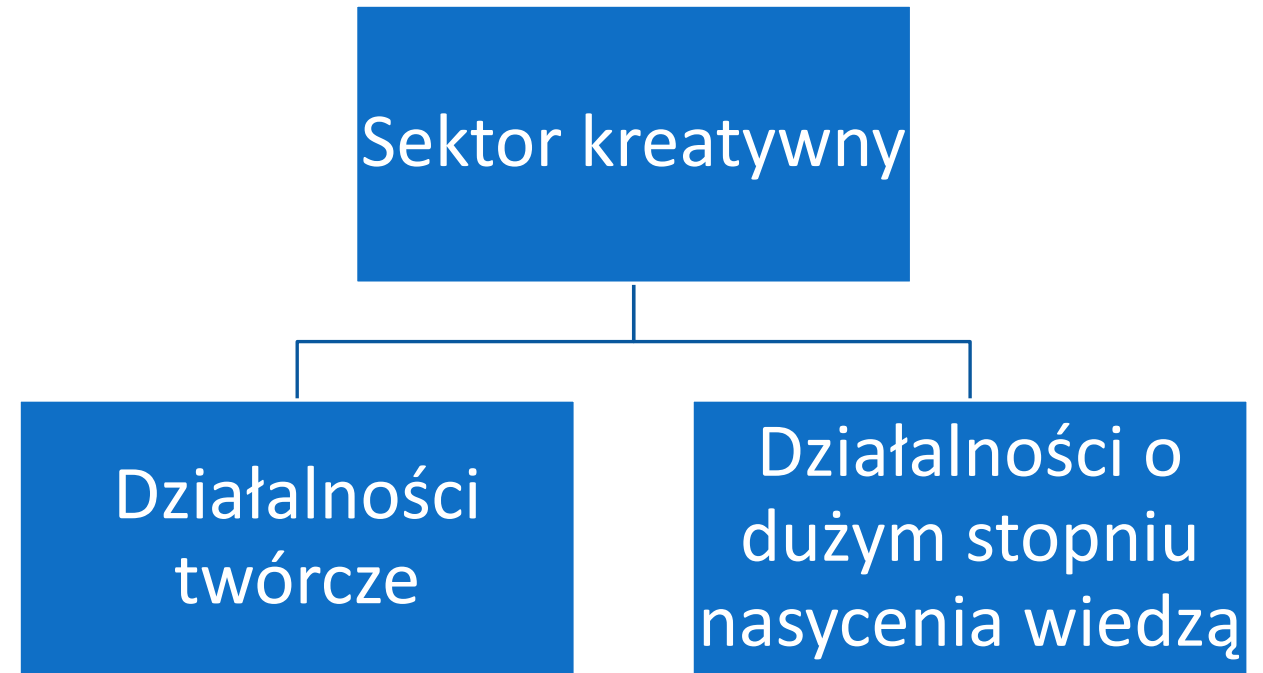 Sektor kreatywny
Działalności
twórcze
Działalności o
dużym stopniu
nasycenia wiedzą